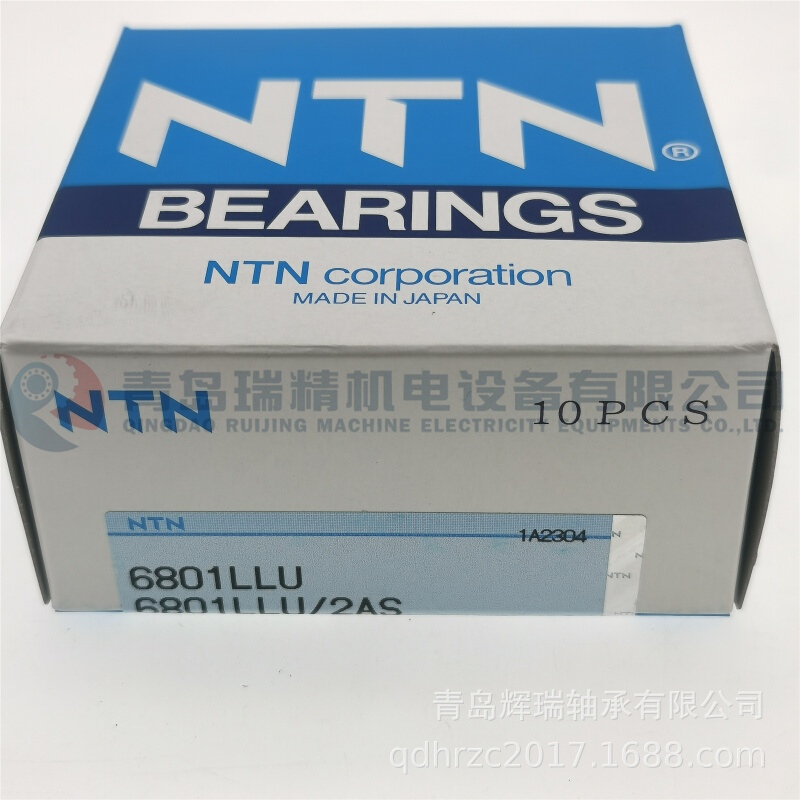 NTN®
BEARINGS
NTN corporation
MADE IN JAPAN
青岛瑞精机电设备有限公司
QINGDAO RUIJING MACHINE ELECTRICITY EQUIPMENTS CO.,LTD.
NTN
10PCS
NTN
1A2304
NTN
6801LLU
6801LLU/2AS
青岛辉瑞轴承有限公司
qdhrzc2017.1688.com